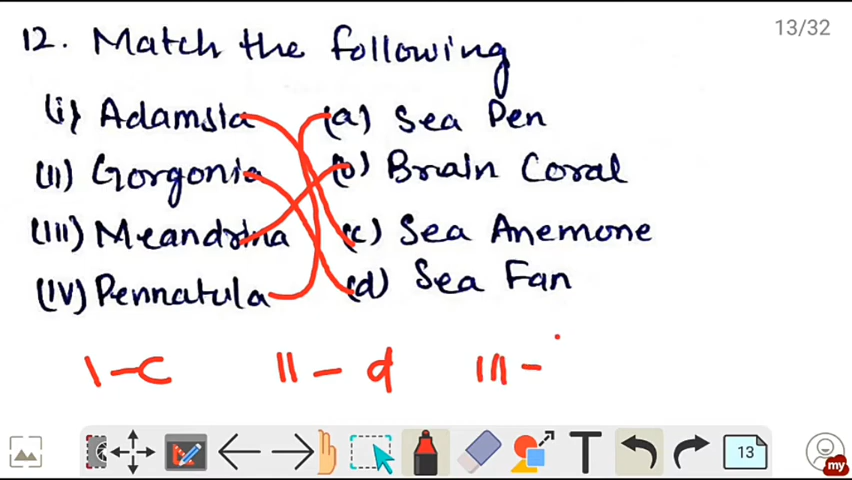 13/32
12. Match the following
(i) Adamsia (a) Sea Pen
(II) Gorgonia (b) Brain Coral
(III) Meandrina (c) Sea Anemone
(IV) Pennatula (d) Sea Fan
I - C II - d III -
T 13 my